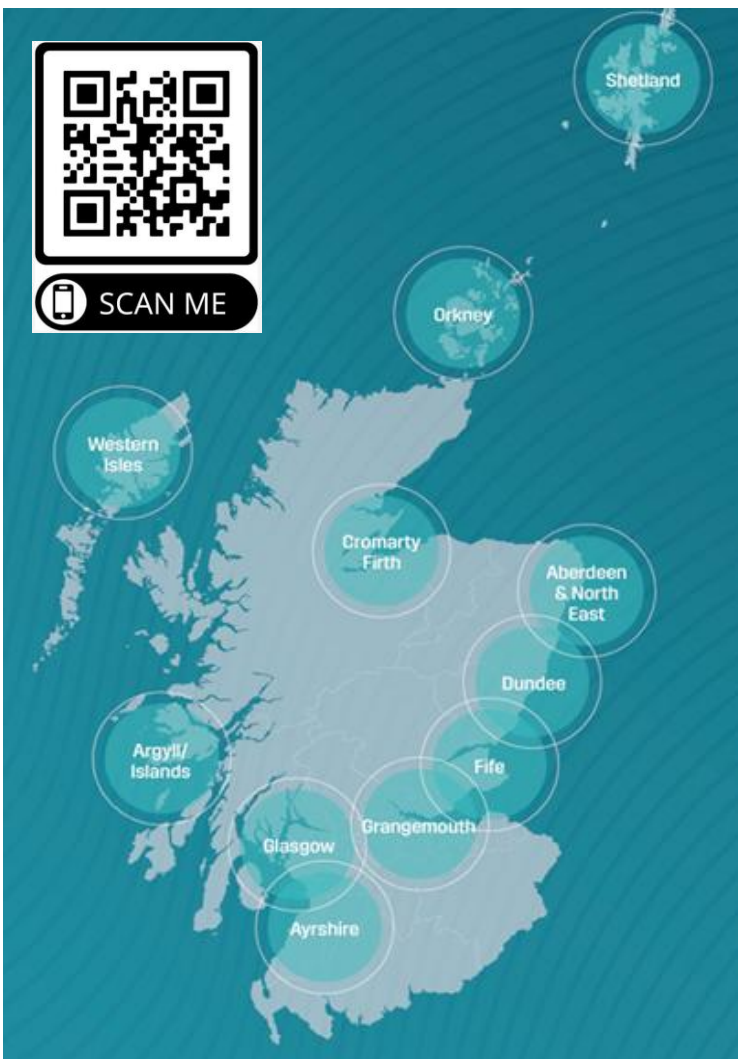 Shetland
SCAN ME
Orkney
Western
Isles
Cromarty
Firth
Aberdeen
& North
East
Dundee
Argyll/
Islands
Fife
Grangemouth
Glasgow
Ayrshire